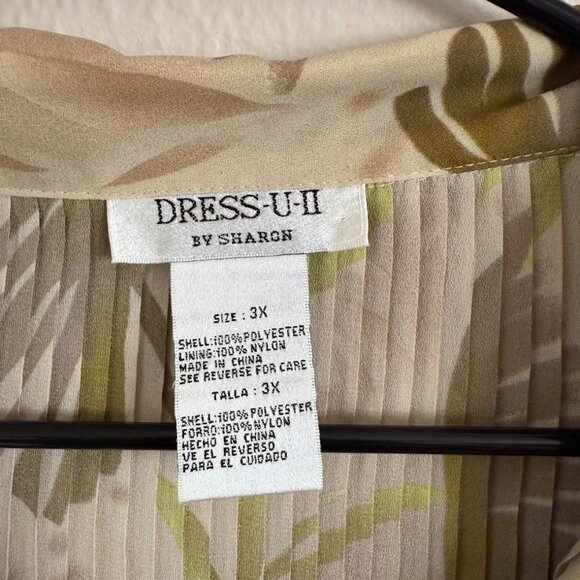 DRESS-U-II
BY SHARON
SIZE : 3X
SHELL:100%POLYESTER
LINING:100% NYLON
MADE IN CHINA
SEE REVERSE FOR CARE
TALLA : 3X
SHELL:100%POLYESTER
FORRO:100% NYLON
HECHO EN CHINA
VE EL REVERSO
PARA EL CUIDADO